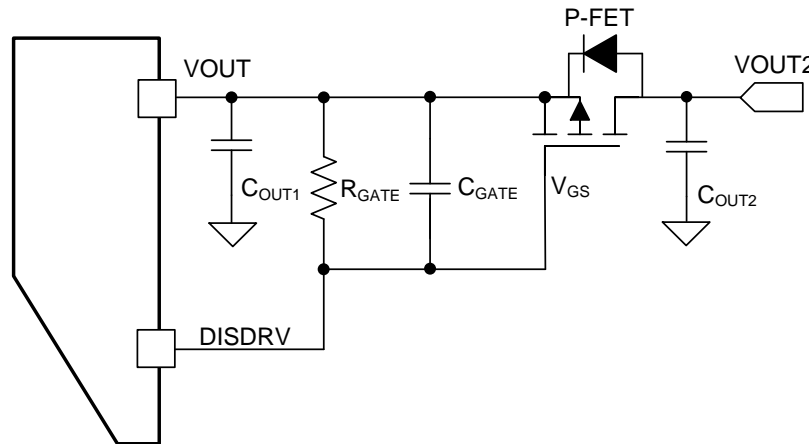 P-FET
VOUT
VOUT2
COUT1
RGATE
CGATE
VGS
COUT2
DISDRV